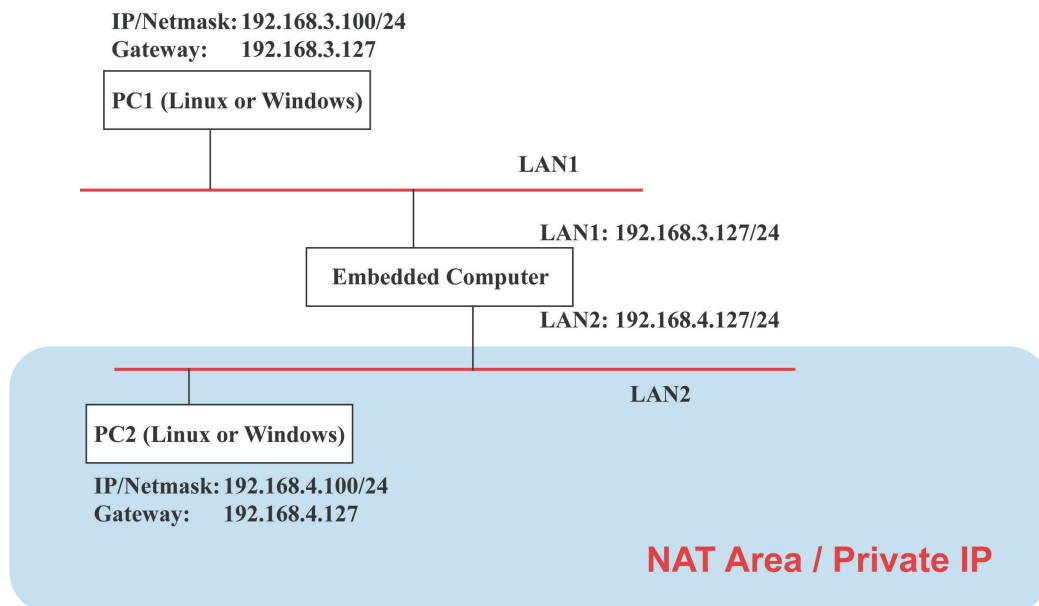 IP/Netmask: 192.168.3.100/24
Gateway: 192.168.3.127
PC1 (Linux or Windows)
LAN1
LAN1: 192.168.3.127/24
Embedded Computer
LAN2: 192.168.4.127/24
LAN2
PC2 (Linux or Windows)
IP/Netmask: 192.168.4.100/24
Gateway: 192.168.4.127
NAT Area / Private IP